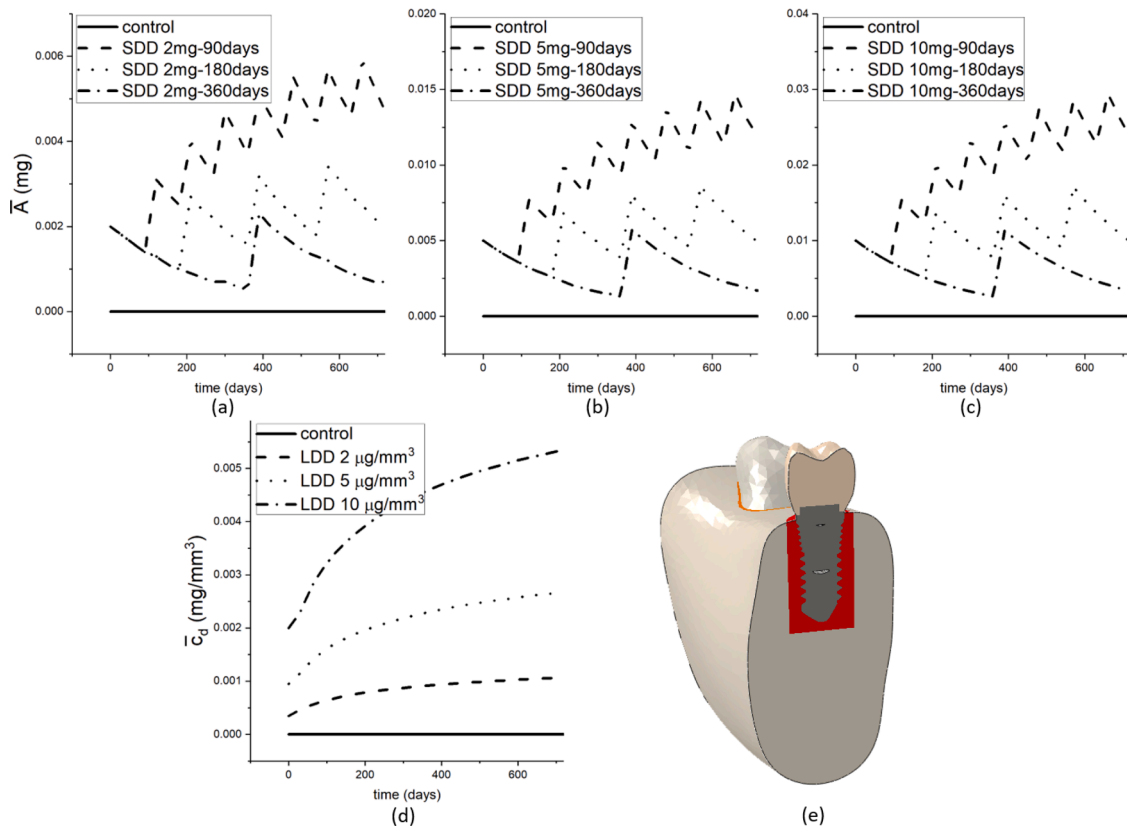 control
SDD 2mg-90days
SDD 2mg-180days
SDD 2mg-360days
0.006
0.004
0.002
0.000
A̅ (mg)
0 200 400 600
time (days)
(a)
control
SDD 5mg-90days
SDD 5mg-180days
SDD 5mg-360days
0.020
0.015
0.010
0.005
0.000
0 200 400 600
time (days)
(b)
control
SDD 10mg-90days
SDD 10mg-180days
SDD 10mg-360days
0.04
0.03
0.02
0.01
0.00
0 200 400 600
time (days)
(c)
control
LDD 2 μg/mm³
LDD 5 μg/mm³
LDD 10 μg/mm³
0.005
0.004
0.003
0.002
0.001
0.000
c̅d (mg/mm³)
0 200 400 600
time (days)
(d)
(e)